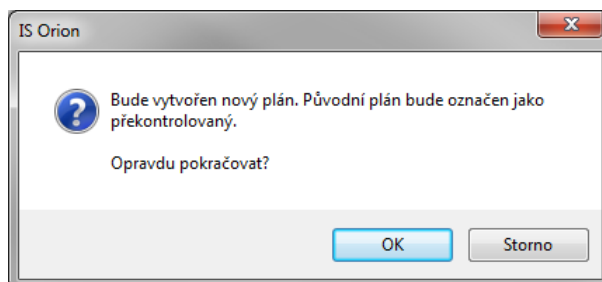 IS Orion
Bude vytvořen nový plán. Původní plán bude označen jako
překontrolovaný.
Opravdu pokračovat?
OK
Storno